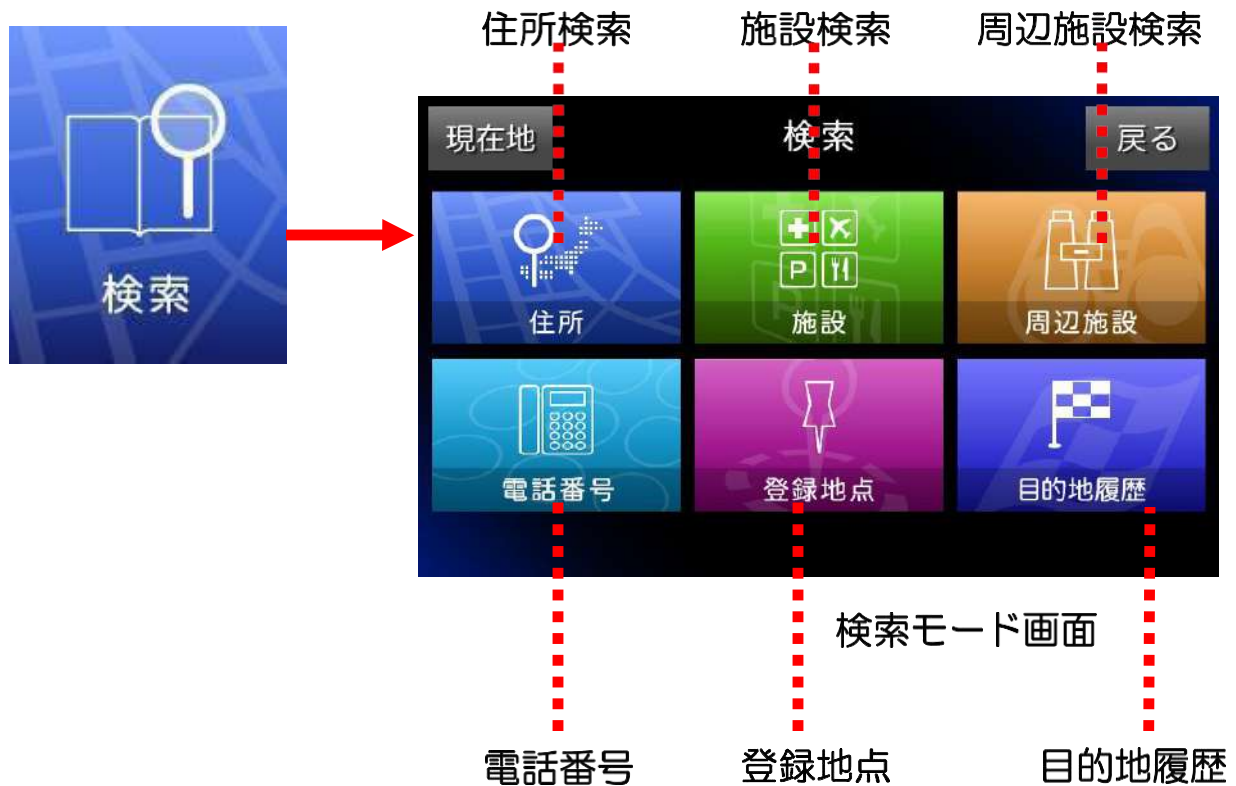 住所検索
施設検索
周辺施設検索
検索
現在地
検索
戻る
住所
施設
周辺施設
電話番号
登録地点
目的地履歴
検索モード画面
電話番号
登録地点
目的地履歴